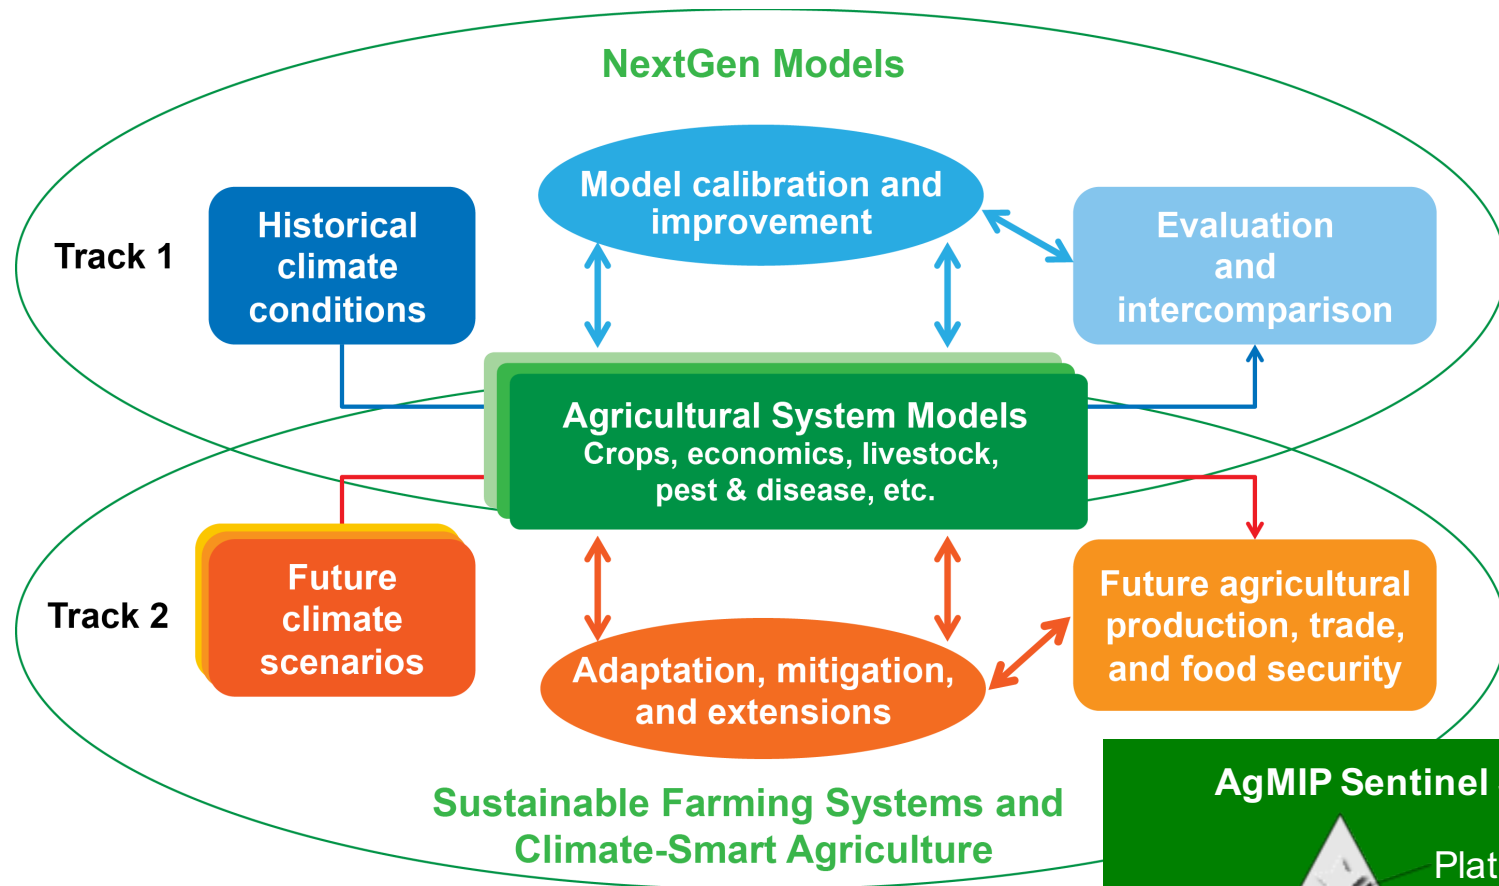 NextGen Models
Track 1
Historical
climate
conditions
Model calibration and
improvement
Evaluation
and
intercomparison
Agricultural System Models
Crops, economics, livestock,
pest & disease, etc.
Track 2
Future
climate
scenarios
Adaptation, mitigation,
and extensions
Future agricultural
production, trade,
and food security
Sustainable Farming Systems and
Climate-Smart Agriculture
AgMIP Sentinel
Plat